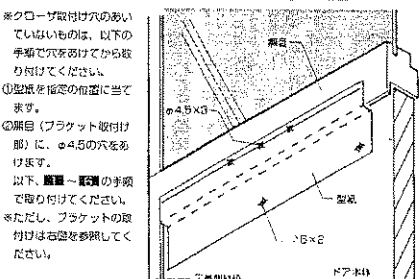 ※クローザ取付け穴のあい
ていないものは、以下の
手順で穴をあけてから取
り付けてください。
①型紙を指定の位置に当て
ます。
②無目（ブラケット取付け
部）に、φ4.5の穴をあ
けます。
以下、～の手順
で取り付けてください。
※ただし、ブラケットの取
付けは右図を参照してく
ださい。
無目
φ4.5×3
型紙
ドア本体